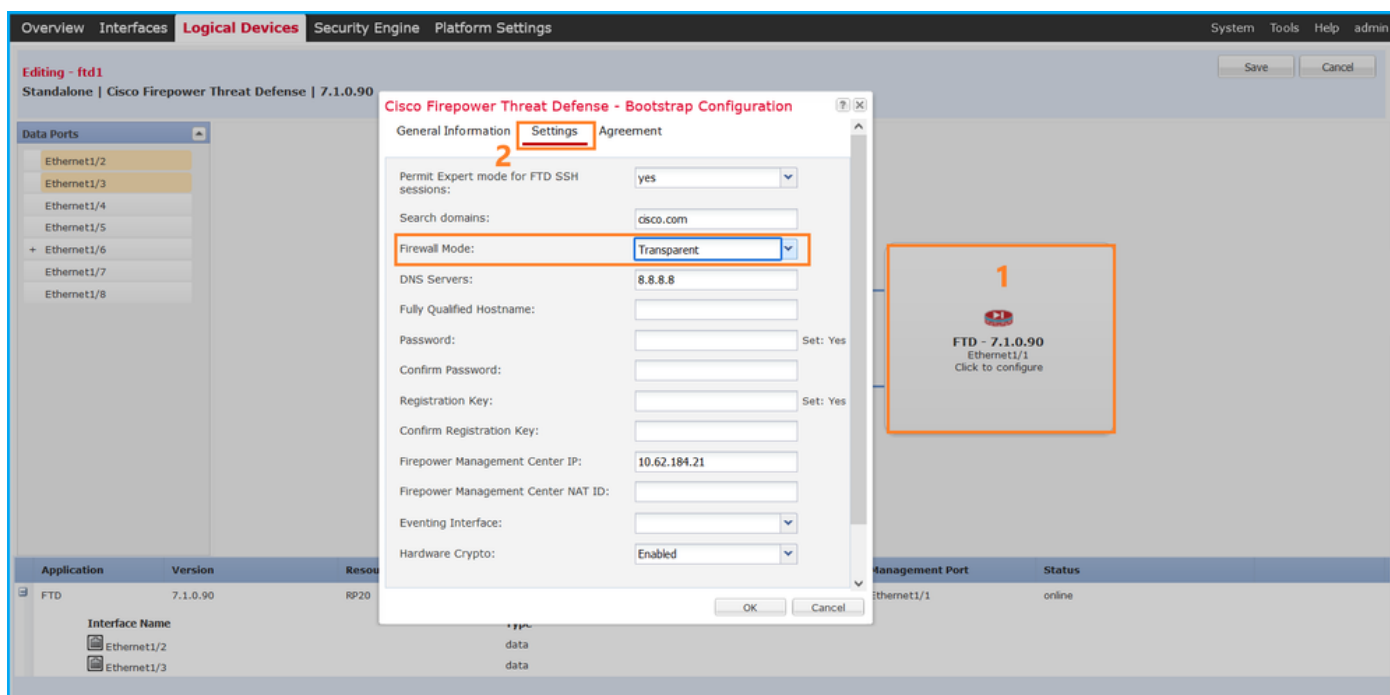 Overview Interfaces Logical Devices Security Engine Platform Settings System Tools Help admin
Editing - ftd1
Standalone | Cisco Firepower Threat Defense | 7.1.0.90
Save Cancel
Data Ports
Ethernet1/2
Ethernet1/3
Ethernet1/4
Ethernet1/5
+ Ethernet1/6
Ethernet1/7
Ethernet1/8
Cisco Firepower Threat Defense - Bootstrap Configuration ? X
General Information Settings Agreement
2
Permit Expert mode for FTD SSH sessions: yes
Search domains: cisco.com
Firewall Mode: Transparent
DNS Servers: 8.8.8.8
Fully Qualified Hostname:
Password: Set: Yes
Confirm Password:
Registration Key: Set: Yes
Confirm Registration Key:
Firepower Management Center IP: 10.62.184.21
Firepower Management Center NAT ID:
Eventing Interface:
Hardware Crypto: Enabled
OK Cancel
1
FTD - 7.1.0.90
Ethernet1/1
Click to configure
Application Version Resou Management Port Status
FTD 7.1.0.90 RP20 Ethernet1/1 online
Interface Name Type
Ethernet1/2 data
Ethernet1/3 data